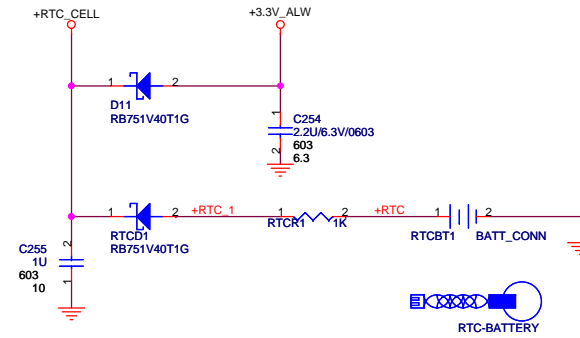 +RTC_CELL
+3.3V_ALW
1 2
D11
RB751V40T1G
1
C254
2.2U/6.3V/0603
2
603
6.3
1 2
+RTC_1
1 2
+RTC
1 2
RTCD1
RB751V40T1G
RTCR1
1K
RTCBT1
BATT_CONN
2
C255
1U
603
1
10
RTC-BATTERY